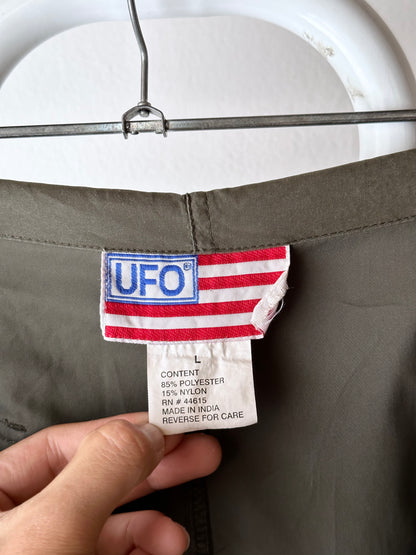 UFO®
L
CONTENT
85% POLYESTER
15% NYLON
RN # 44615
MADE IN INDIA
REVERSE FOR CARE